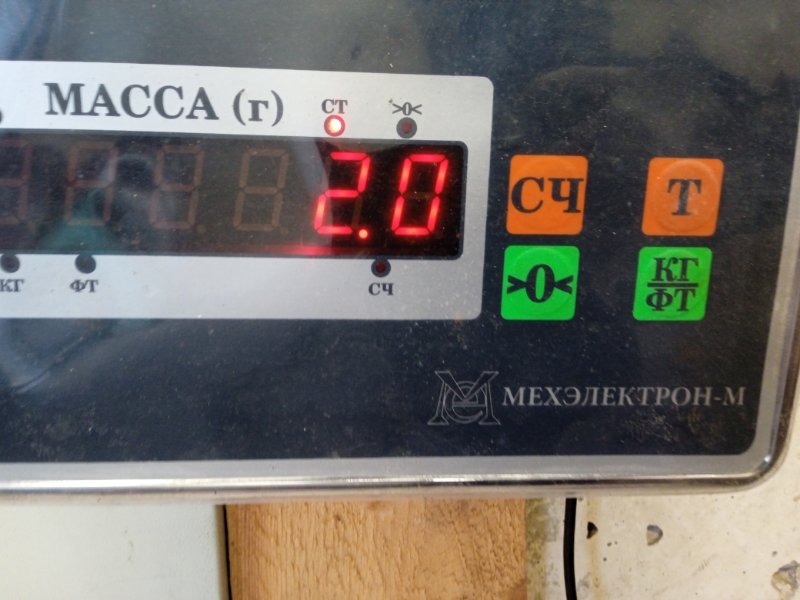 МАССА (г)
СТ >0<
2.0
КГ ФТ СЧ
СЧ Т
>0< КГ/ФТ
МЕХЭЛЕКТРОН-М